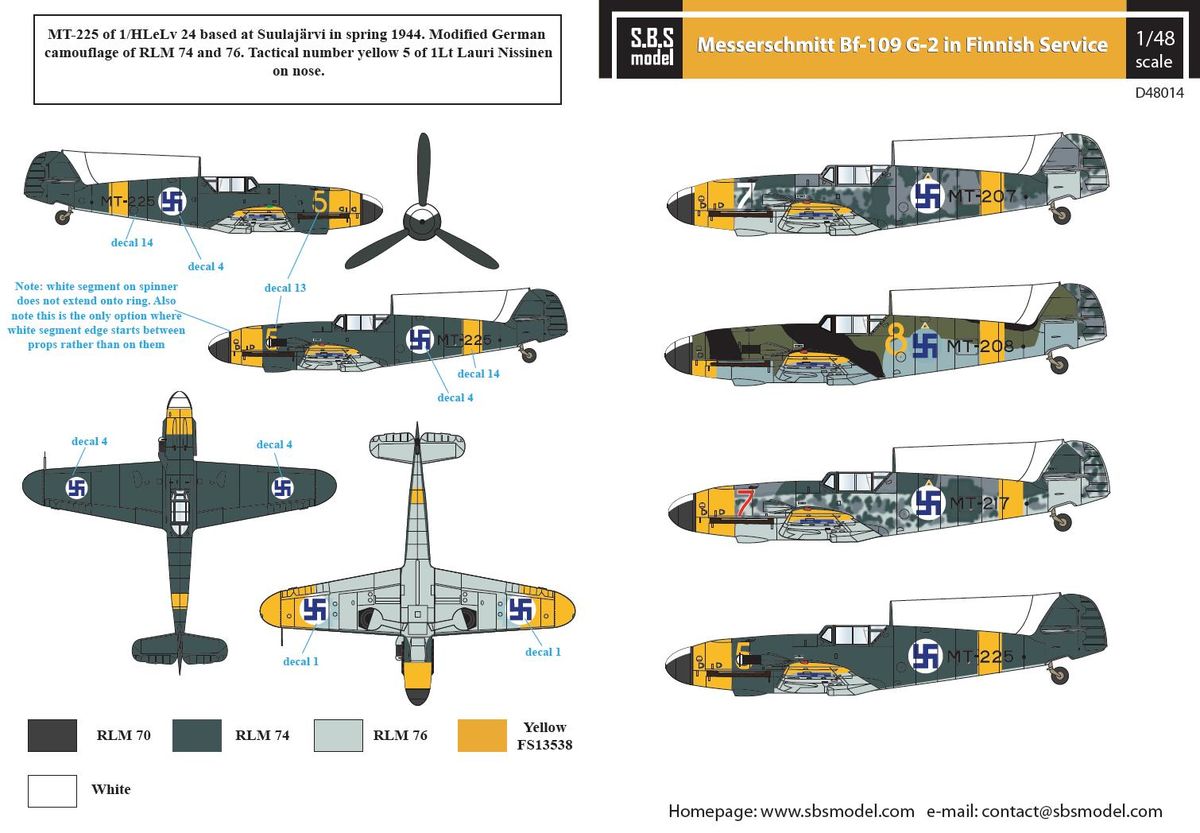 MT-225 of 1/HLeLv 24 based at Suulajärvi in spring 1944. Modified German
camouflage of RLM 74 and 76. Tactical number yellow 5 of 1Lt Lauri Nissinen
on nose.
S.B.S
model
Messerschmitt Bf-109 G-2 in Finnish Service
1/48
scale
D48014
MT-225
5
decal 14
decal 4
decal 13
Note: white segment on spinner
does not extend onto ring. Also
note this is the only option where
white segment edge starts between
props rather than on them
5
MT-225
decal 14
decal 4
decal 4
decal 4
decal 1
decal 1
7
MT-207
8
MT-208
7
MT-217
5
MT-225
RLM 70
RLM 74
RLM 76
Yellow
FS13538
White
Homepage: www.sbsmodel.com e-mail: contact@sbsmodel.com